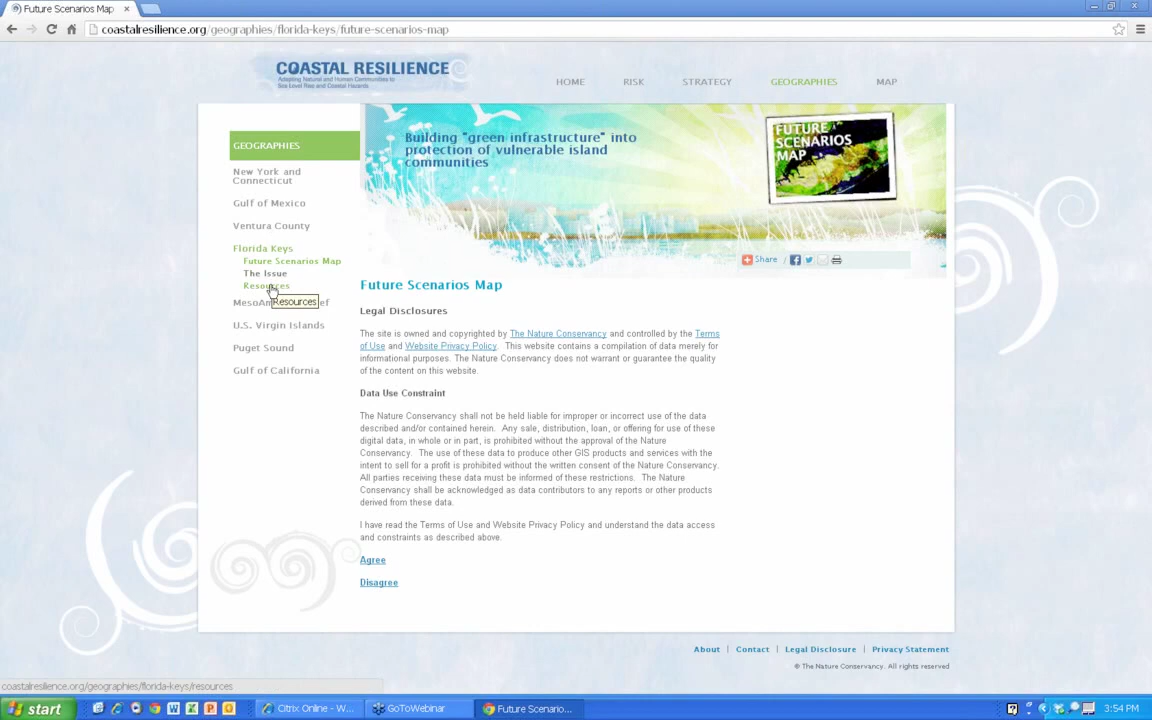 Future Scenarios Map
coastalresilience.org/geographies/florida-keys/future-scenarios-map
COASTAL RESILIENCE
Adapting Natural and Human Communities to
Sea Level Rise and Coastal Hazards
HOME
RISK
STRATEGY
GEOGRAPHIES
MAP
Building "green infrastructure" into
protection of vulnerable island
communities
FUTURE
SCENARIOS
MAP
GEOGRAPHIES
New York and
Connecticut
Gulf of Mexico
Ventura County
Florida Keys
Future Scenarios Map
The Issue
Resources
Resources
U.S. Virgin Islands
Puget Sound
Gulf of California
Share /
Future Scenarios Map
Legal Disclosures
The site is owned and copyrighted by The Nature Conservancy and controlled by the Terms
of Use and Website Privacy Policy. This website contains a compilation of data merely for
informational purposes. The Nature Conservancy does not warrant or guarantee the quality
of the content on this website.
Data Use Constraint
The Nature Conservancy shall not be held liable for improper or incorrect use of the data
described and/or contained herein. Any sale, distribution, loan, or offering for use of these
digital data, in whole or in part, is prohibited without the approval of the Nature
Conservancy. The use of these data to produce other GIS products and services with the
intent to sell for a profit is prohibited without the written consent of the Nature Conservancy.
All parties receiving these data must be informed of these restrictions. The Nature
Conservancy shall be acknowledged as data contributors to any reports or other products
derived from these data.
I have read the Terms of Use and Website Privacy Policy and understand the data access
and constraints as described above.
Agree
Disagree
About | Contact | Legal Disclosure | Privacy Statement
© The Nature Conservancy. All rights reserved
coastalresilience.org/geographies/florida-keys/resources
start
Citrix Online - W...
GoToWebinar
Future Scenario...
3:54 PM